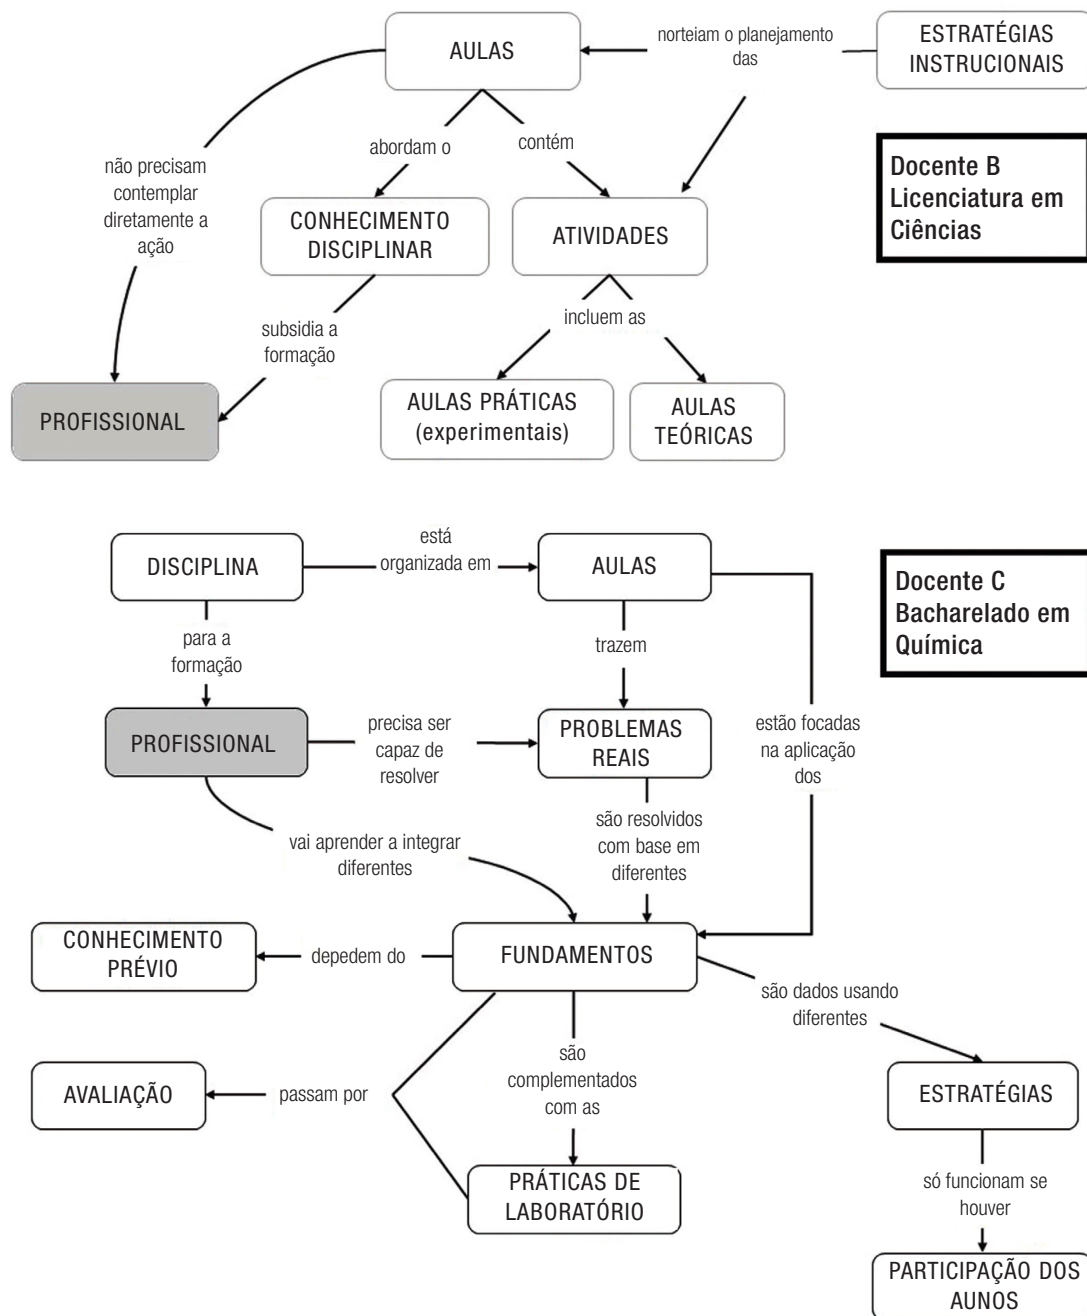 AULAS
norteiam o planejamento
das
ESTRATÉGIAS
INSTRUCIONAIS
não precisam
contemplar
diretamente a
ação
abordam o
contém
Docente B
Licenciatura em
Ciências
CONHECIMENTO
DISCIPLINAR
ATIVIDADES
subsidia a
formação
incluem as
PROFISSIONAL
AULAS PRÁTICAS
(experimentais)
AULAS
TEÓRICAS
DISCIPLINA
está
organizada em
AULAS
Docente C
Bacharelado em
Química
para a
formação
trazem
PROFISSIONAL
precisa ser
capaz de
resolver
PROBLEMAS
REAIS
estão focadas
na aplicação
dos
vai aprender a integrar
diferentes
são resolvidos
com base em
diferentes
CONHECIMENTO
PRÉVIO
depedem do
FUNDAMENTOS
são dados usando
diferentes
AVALIAÇÃO
passam por
são
complementados
com as
ESTRATÉGIAS
PRÁTICAS DE
LABORATÓRIO
só funcionam se
houver
PARTICIPAÇÃO DOS
AUNOS